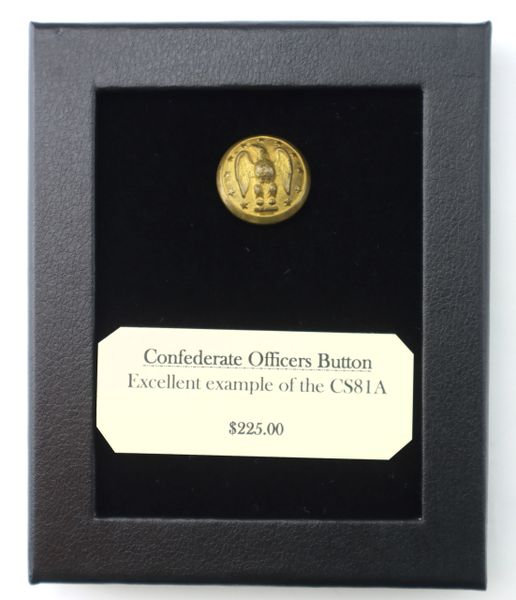 Confederate Officers Button
Excellent example of the CS81A
$225.00